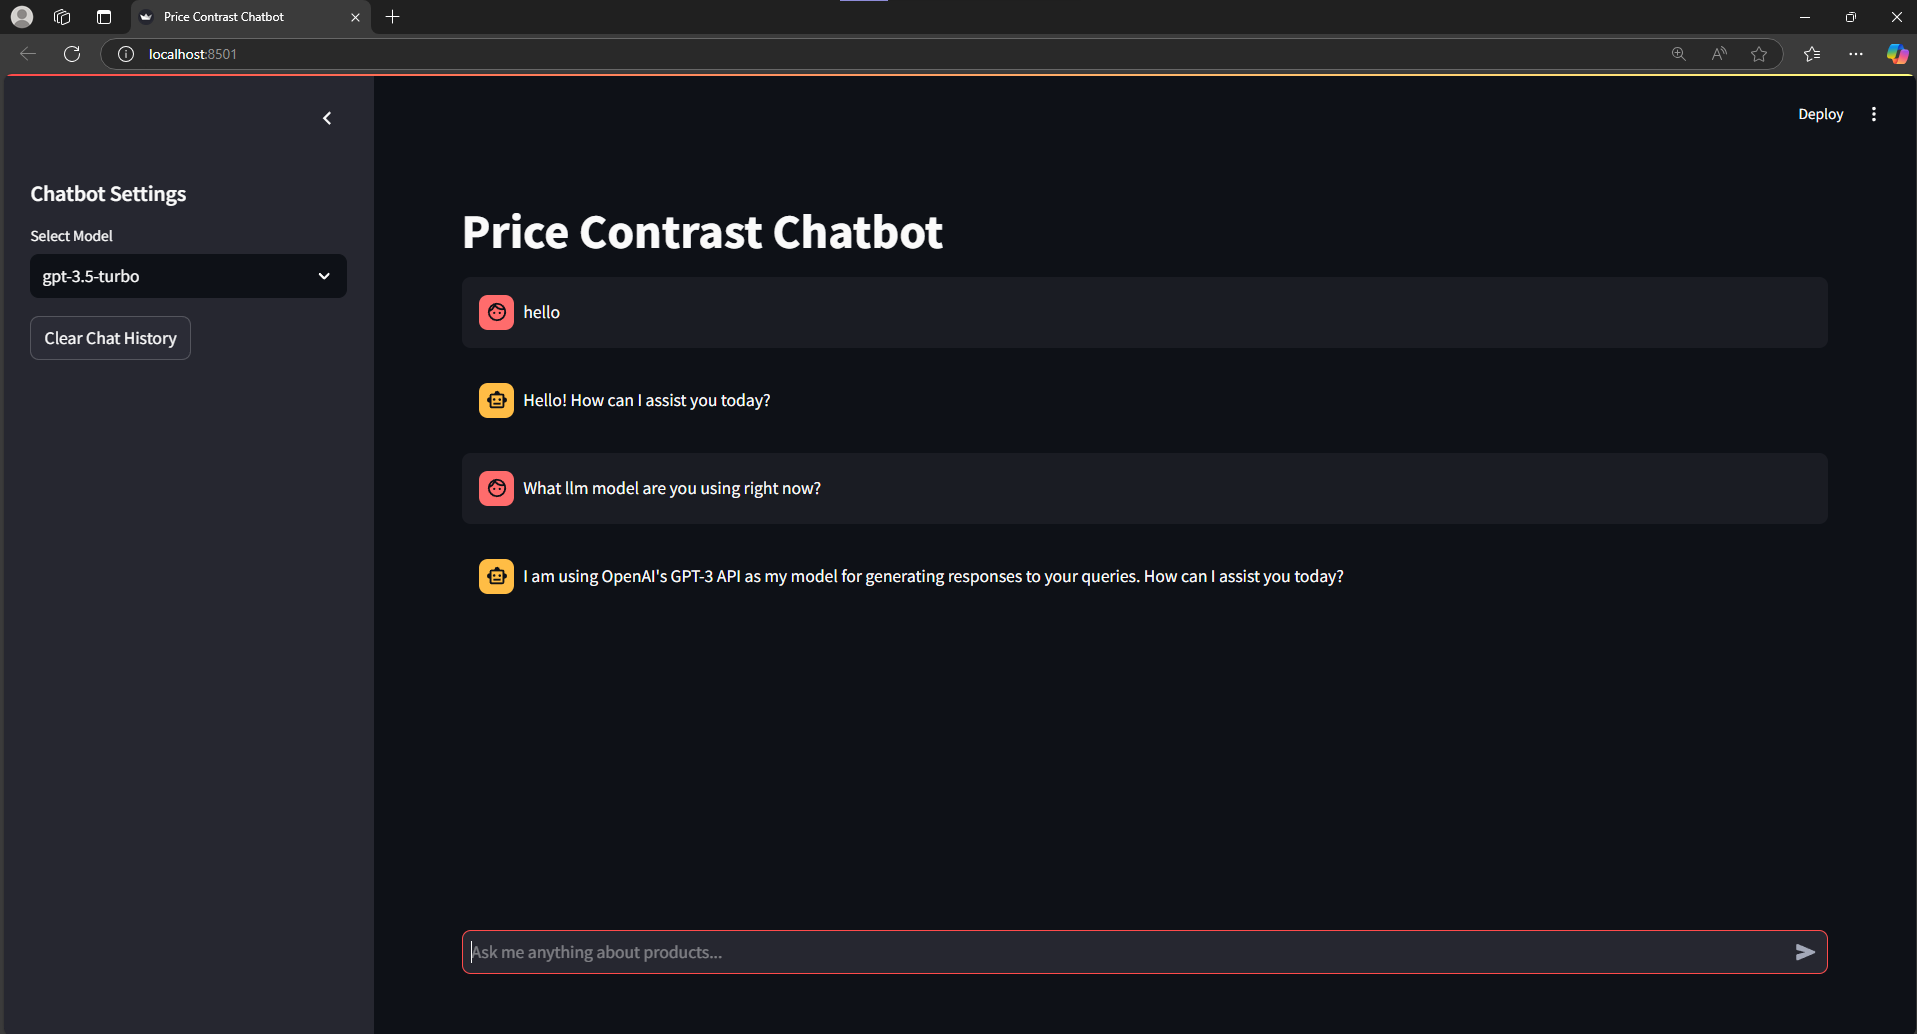 Price Contrast Chatbot
localhost:8501
Deploy
Chatbot Settings
Select Model
gpt-3.5-turbo
Clear Chat History
Price Contrast Chatbot
hello
Hello! How can I assist you today?
What llm model are you using right now?
I am using OpenAI's GPT-3 API as my model for generating responses to your queries. How can I assist you today?
Ask me anything about products...